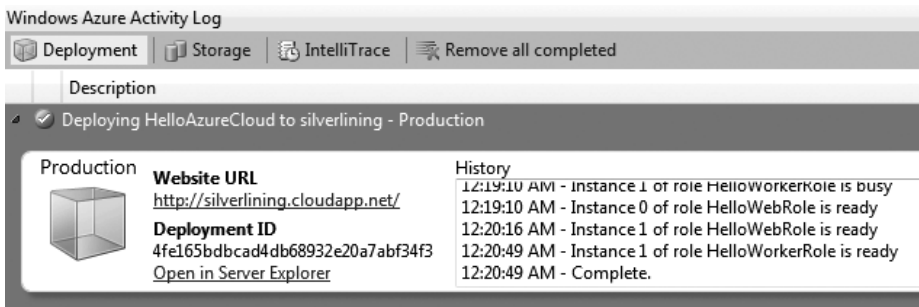 Windows Azure Activity Log
Deployment Storage IntelliTrace Remove all completed
Description
Deploying HelloAzureCloud to silverlining - Production
Production
Website URL
http://silverlining.cloudapp.net/
Deployment ID
4fe165bdbcad4db68932e20a7abf34f3
Open in Server Explorer
History
12:19:10 AM - Instance 1 of role HelloWorkerRole is busy
12:19:10 AM - Instance 0 of role HelloWebRole is ready
12:20:16 AM - Instance 1 of role HelloWebRole is ready
12:20:49 AM - Instance 1 of role HelloWorkerRole is ready
12:20:49 AM - Complete.